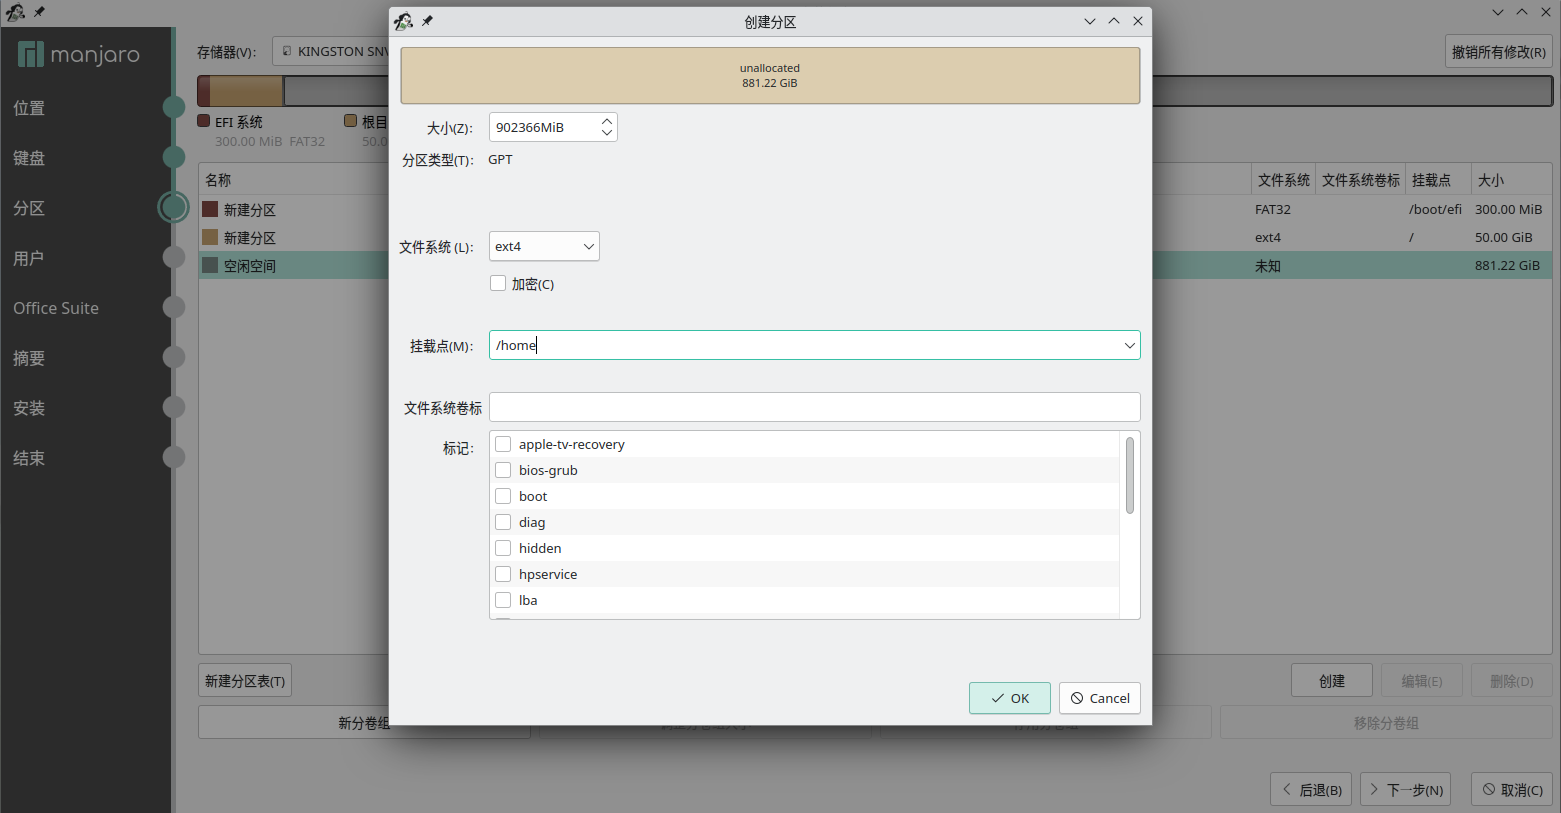 创建分区
manjaro
存储器(V):
KINGSTON SNV
撤销所有修改(R)
unallocated
881.22 GiB
EFI 系统
300.00 MiB FAT32
根目
50.0
大小(Z):
902366MiB
分区类型(T):
GPT
位置
键盘
分区
用户
Office Suite
摘要
安装
结束
名称
文件系统
文件系统卷标
挂载点
大小
新建分区
FAT32
/boot/efi
300.00 MiB
新建分区
ext4
/
50.00 GiB
空闲空间
未知
881.22 GiB
文件系统 (L):
ext4
加密(C)
挂载点(M):
/home
文件系统卷标
标记:
apple-tv-recovery
bios-grub
boot
diag
hidden
hpservice
lba
OK
Cancel
新建分区表(T)
创建
编辑(E)
删除(D)
新分卷组
移除分卷组
后退(B)
下一步(N)
取消(C)